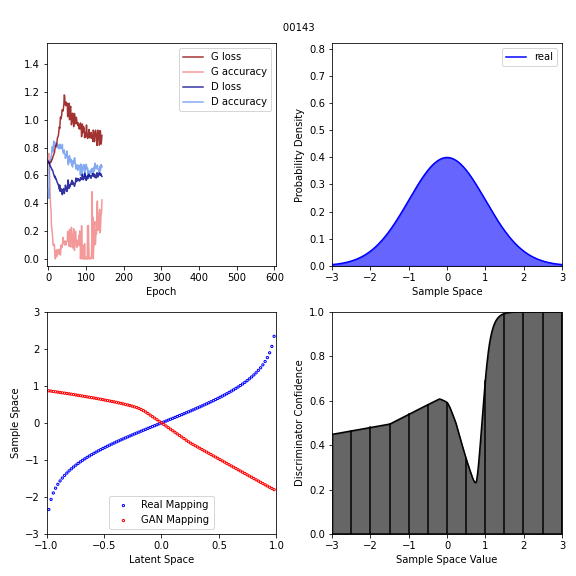 00143
G loss
G accuracy
D loss
D accuracy
1.4
1.2
1.0
0.8
0.6
0.4
0.2
0.0
0 100 200 300 400 500 600
Epoch
real
Probability Density
0.8
0.7
0.6
0.5
0.4
0.3
0.2
0.1
0.0
−3 −2 −1 0 1 2 3
Sample Space
Sample Space
3
2
1
0
−1
−2
−3
Real Mapping
GAN Mapping
−1.0 −0.5 0.0 0.5 1.0
Latent Space
Discriminator Confidence
1.0
0.8
0.6
0.4
0.2
0.0
−3 −2 −1 0 1 2 3
Sample Space Value